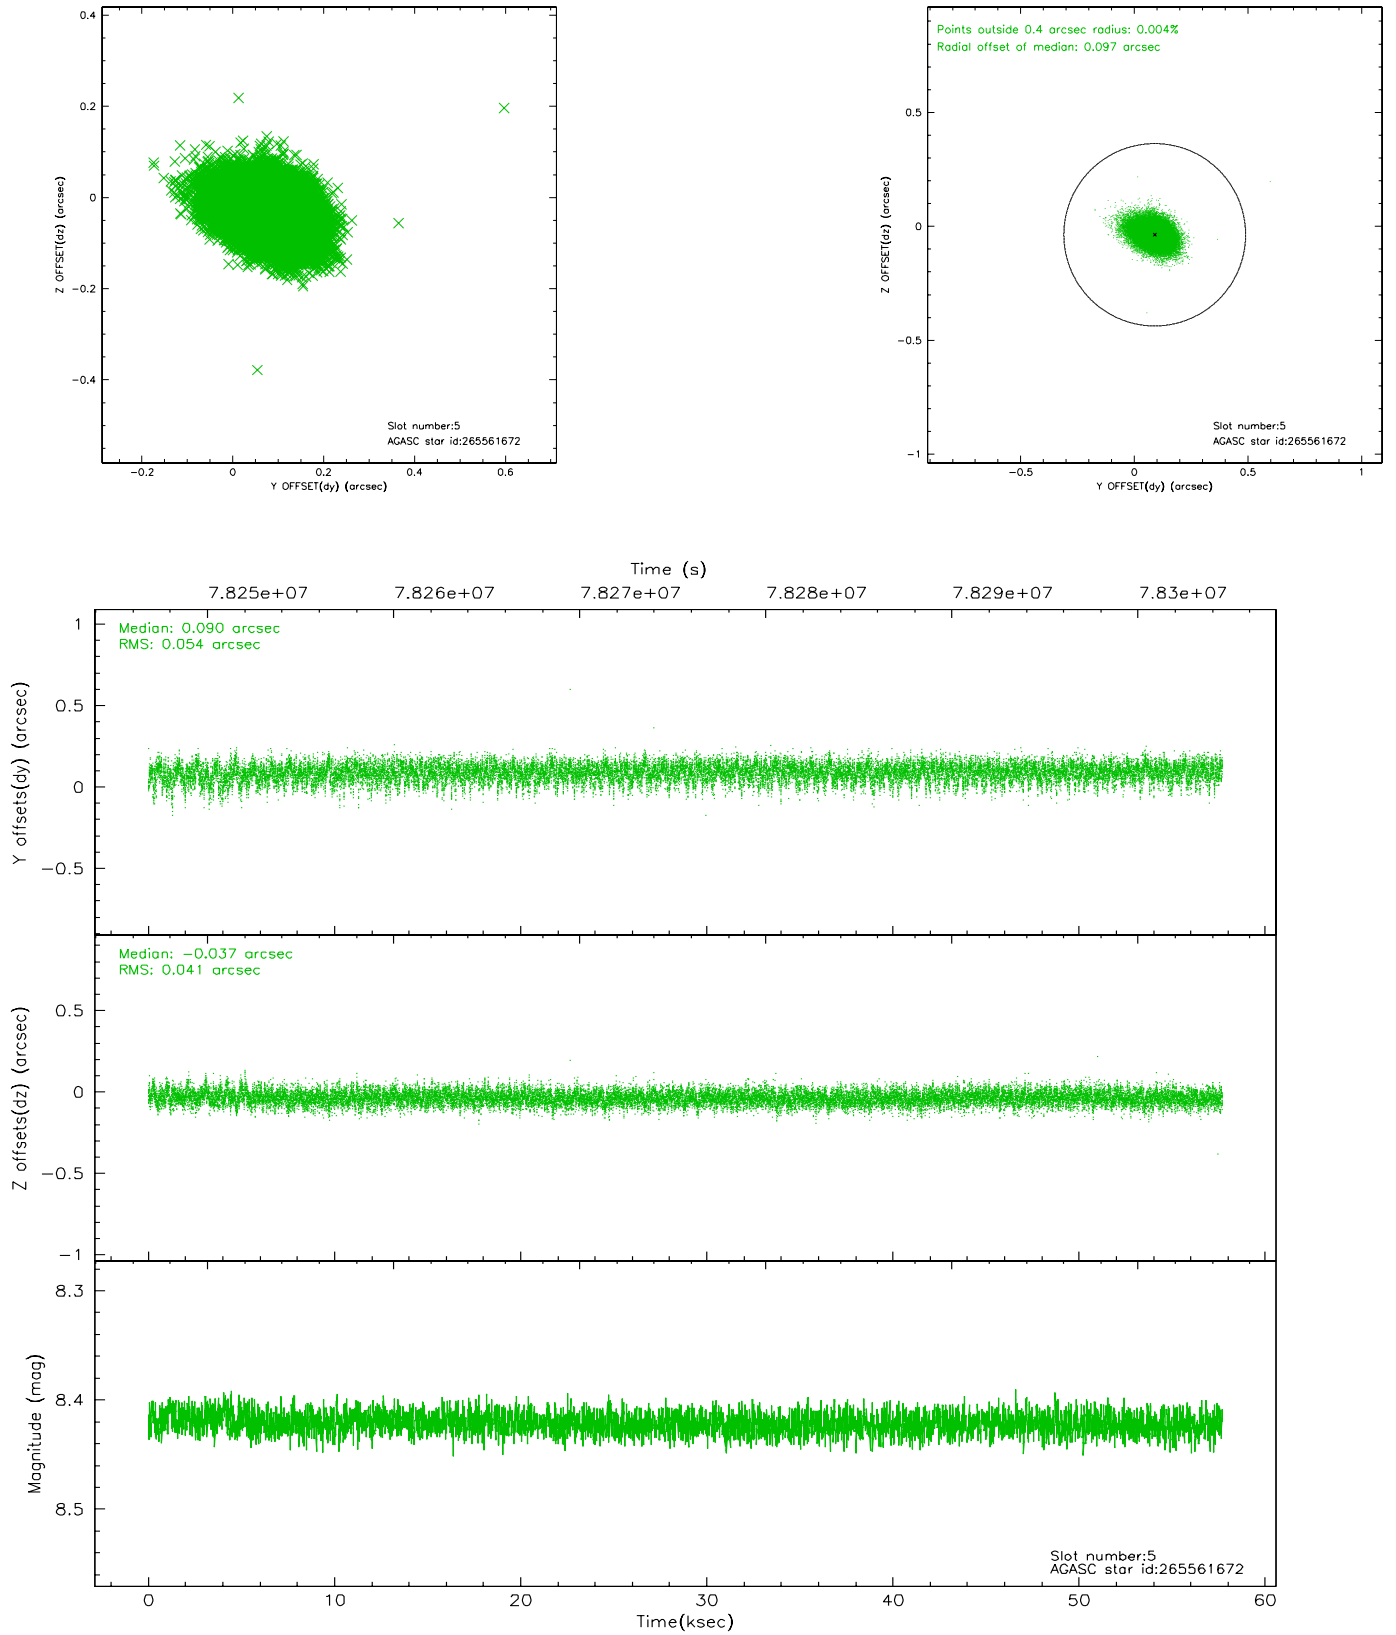 0.4
0.2
0
−0.2
−0.4
Z OFFSET(dz) (arcsec)
Slot number:5
AGASC star id:265561672
−0.2 0 0.2 0.4 0.6
Y OFFSET(dy) (arcsec)
Points outside 0.4 arcsec radius: 0.004%
Radial offset of median: 0.097 arcsec
0.5
0
−0.5
−1
Z OFFSET(dz) (arcsec)
Slot number:5
AGASC star id:265561672
−0.5 0 0.5 1
Y OFFSET(dy) (arcsec)
Time (s)
7.825e+07 7.826e+07 7.827e+07 7.828e+07 7.829e+07 7.83e+07
Median: 0.090 arcsec
RMS: 0.054 arcsec
1
0.5
0
−0.5
Y offsets(dy) (arcsec)
Median: −0.037 arcsec
RMS: 0.041 arcsec
0.5
0
−0.5
−1
Z offsets(dz) (arcsec)
8.3
8.4
8.5
Magnitude (mag)
Slot number:5
AGASC star id:265561672
0 10 20 30 40 50 60
Time(ksec)